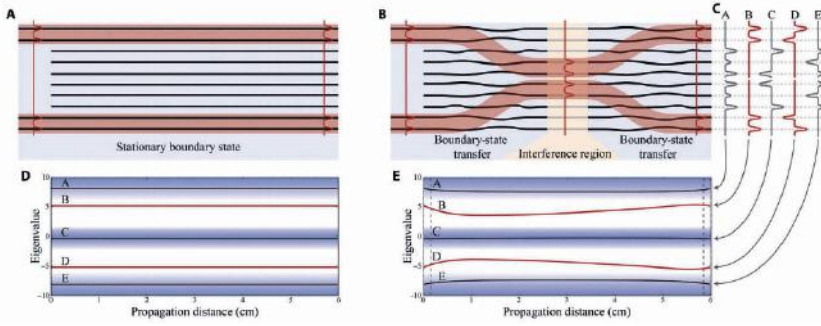 A
Stationary boundary state
B
Boundary-state transfer
Interference region
Boundary-state transfer
C
A B C D E
D
Eigenvalue
10
5
0
−5
−10
A
B
C
D
E
0 1 2 3 4 5 6
Propagation distance (cm)
E
Eigenvalue
10
5
0
−5
−10
A
B
C
D
E
0 1 2 3 4 5 6
Propagation distance (cm)